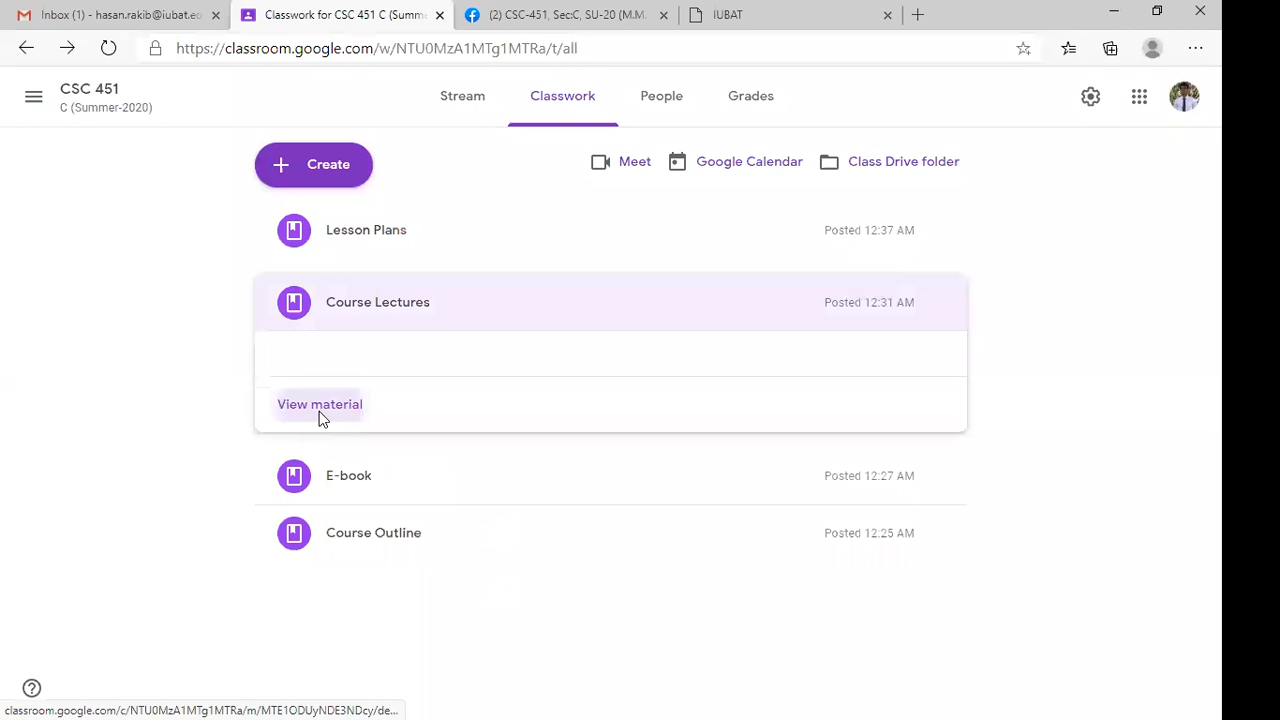 Inbox (1) - hasan.rakib@iubat.ed
Classwork for CSC 451 C (Summe
(2) CSC-451, Sec:C, SU-20 (M.M.
IUBAT
https://classroom.google.com/w/NTU0MzA1MTg1MTRa/t/all
CSC 451
C (Summer-2020)
Stream
Classwork
People
Grades
Create
Meet
Google Calendar
Class Drive folder
Lesson Plans
Posted 12:37 AM
Course Lectures
Posted 12:31 AM
View material
E-book
Posted 12:27 AM
Course Outline
Posted 12:25 AM
classroom.google.com/c/NTU0MzA1MTg1MTRa/m/MTE1ODUyNDE3NDcy/de...